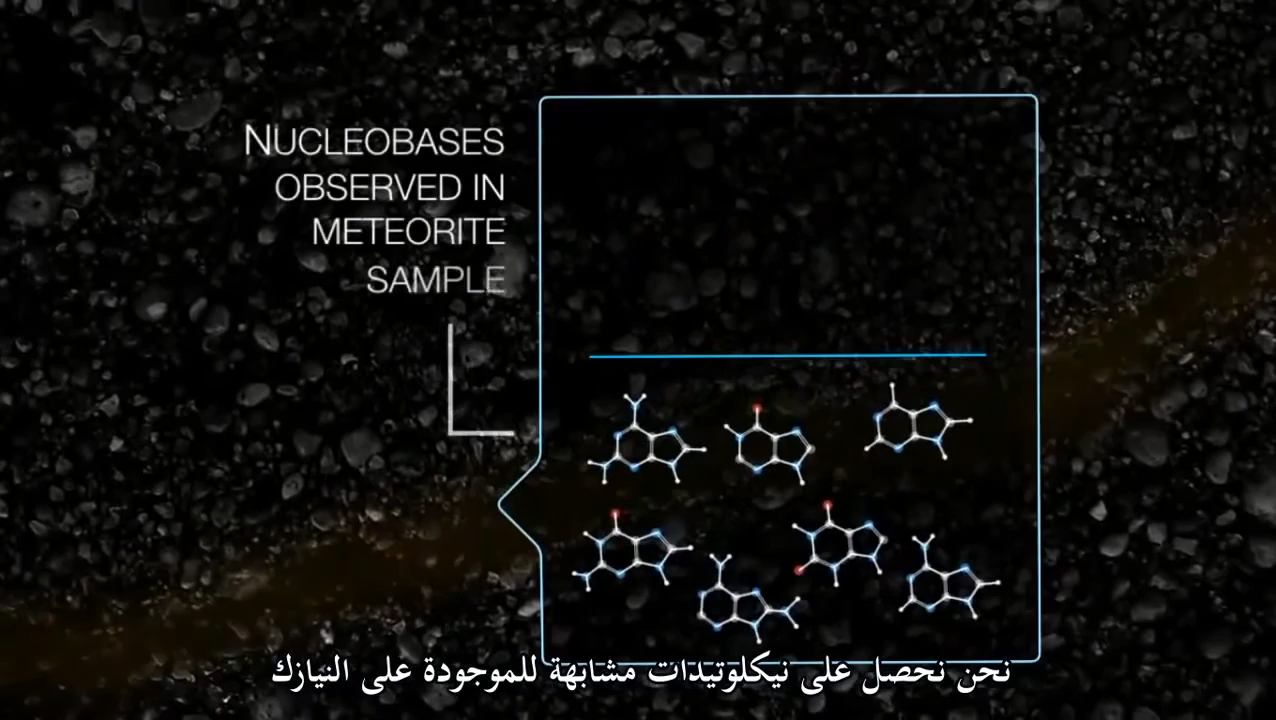 NUCLEOBASES
OBSERVED IN
METEORITE
SAMPLE
نحن نحصل على نيكلوتيدات مشابهة للموجودة على النيازك